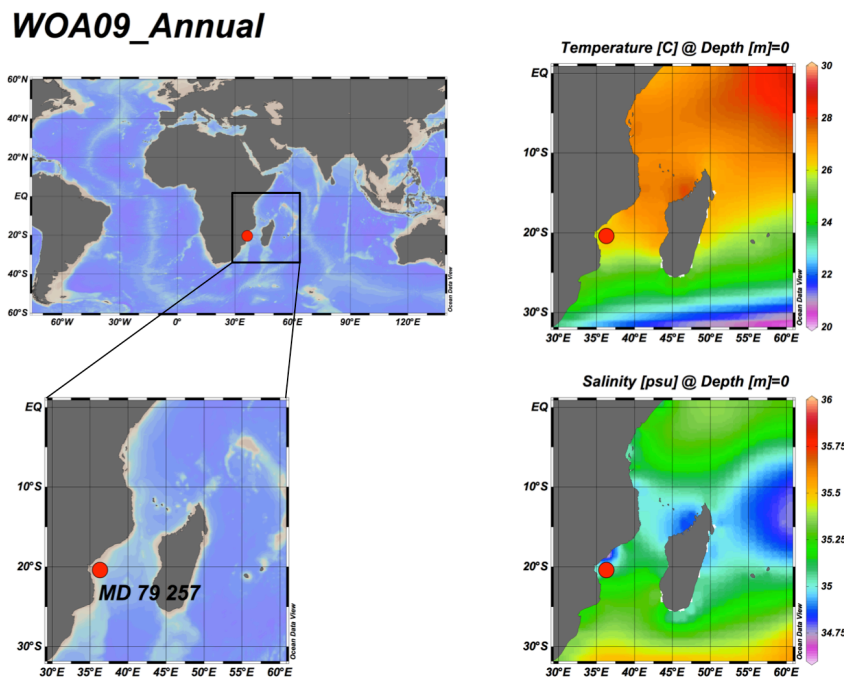 WOA09_Annual
60°N
40°N
20°N
EQ
20°S
40°S
60°S
60°W
30°W
0°
30°E
60°E
90°E
120°E
Ocean Data View
Temperature [C] @ Depth [m]=0
EQ
10°S
20°S
30°S
30°E
35°E
40°E
45°E
50°E
55°E
60°E
Ocean Data View
30
28
26
24
22
20
EQ
10°S
20°S
30°S
MD 79 257
30°E
35°E
40°E
45°E
50°E
55°E
60°E
Ocean Data View
Salinity [psu] @ Depth [m]=0
EQ
10°S
20°S
30°S
30°E
35°E
40°E
45°E
50°E
55°E
60°E
Ocean Data View
36
35.75
35.5
35.25
35
34.75